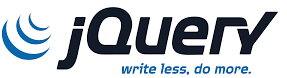 jQuery
write less, do more.